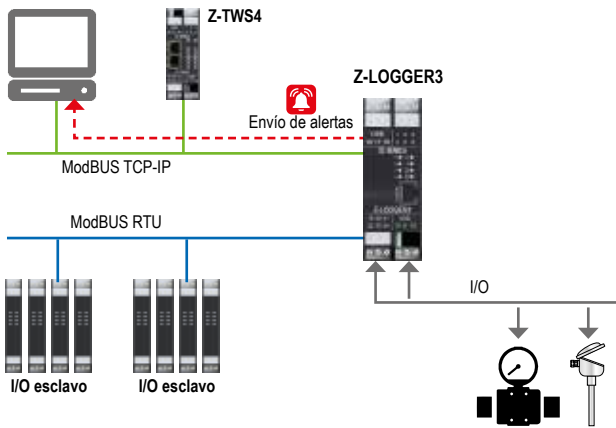 Z-TWS4
Z-LOGGER3
Envío de alertas
ModBUS TCP-IP
ModBUS RTU
I/O
I/O esclavo
I/O esclavo